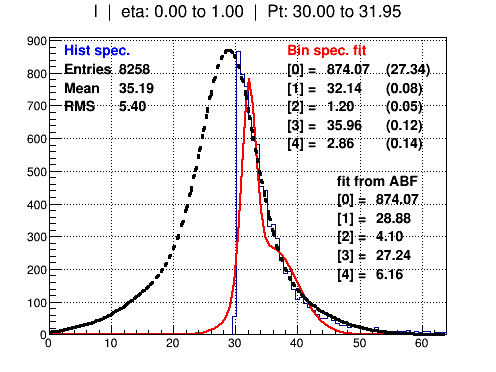 I | eta: 0.00 to 1.00 | Pt: 30.00 to 31.95
Hist spec.
Entries 8258
Mean 35.19
RMS 5.40
Bin spec. fit
[0] = 874.07 (27.34)
[1] = 32.14 (0.08)
[2] = 1.20 (0.05)
[3] = 35.96 (0.12)
[4] = 2.86 (0.14)
fit from ABF
[0] = 874.07
[1] = 28.88
[2] = 4.10
[3] = 27.24
[4] = 6.16
900
800
700
600
500
400
300
200
100
0
0 10 20 30 40 50 60